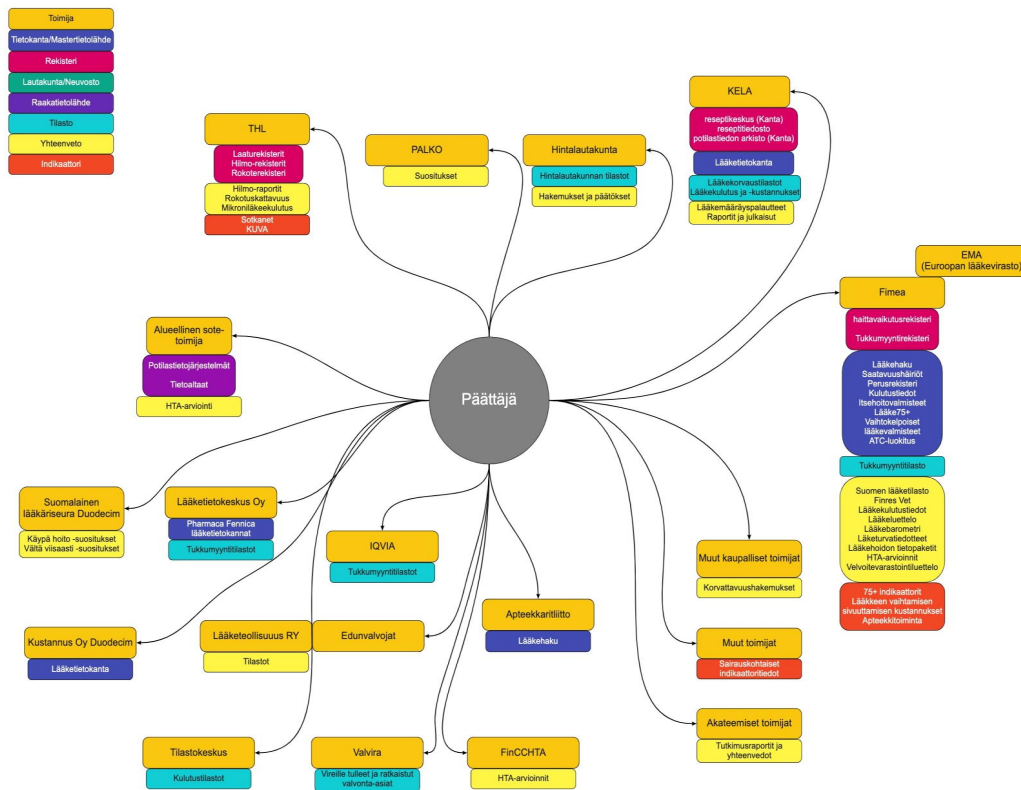 Toimija
Tietokanta/Mastertietolähde
Rekisteri
Lautakunta/Neuvosto
Raakatietolähde
Tilasto
Yhteenveto
Indikaattori
THL
Laaturekisterit
Hilmo-rekisterit
Rokoterekisteri
Hilmo-raportit
Rokotuskattavuus
Mikroniläkeekulutus
Sotkanet
KUVA
PALKO
Suositukset
Hintalautakunta
Hintalautakunnan tilastot
Hakemukset ja päätökset
KELA
reseptikeskus (Kanta)
reseptitiedosto
potilastiedon arkisto (Kanta)
Lääketietokanta
Lääkekorvaustilastot
Lääkekulutus ja -kustannukset
Lääkemääräyspalautteet
Raportit ja julkaisut
EMA
(Euroopan lääkevirasto)
Fimea
haittavaikutusrekisteri
Tukkumyyntirekisteri
Lääkehaku
Saatavuushäiriöt
Perusrekisteri
Kulutustiedot
Itsehoitovalmisteet
Lääke75+
Vaihtokelpoiset
lääkevalmisteet
ATC-luokitus
Tukkumyyntitilasto
Suomen lääketilasto
Finres Vet
Lääkekulutustiedot
Lääkeluettelo
Lääkebarometri
Läketurvatiedotteet
Lääkehoidon tietopaketit
HTA-arvioinnit
Velvoitevarastointiluettelo
75+ indikaattorit
Lääkkeen vaihtamisen
sivuuttamisen kustannukset
Apteekkitoiminta
Alueellinen sote-
toimija
Potilastietojärjestelmät
Tietoaltaat
HTA-arviointi
Päättäjä
Suomalainen
lääkäriseura Duodecim
Käypä hoito -suositukset
Vältä viisaasti -suositukset
Lääketietokeskus Oy
Pharmaca Fennica
lääketietokannat
Tukkumyyntitilastot
IQVIA
Tukkumyyntitilastot
Muut kaupalliset toimijat
Korvattavuushakemukset
Apteekkaritliitto
Lääkehaku
Kustannus Oy Duodecim
Lääketietokanta
Lääketeollisuuus RY
Tilastot
Edunvalvojat
Muut toimijat
Sairauskohtaiset
indikaattoritiedot
Akateemiset toimijat
Tutkimusraportit ja
yhteenvedot
Tilastokeskus
Kulutustilastot
Valvira
Vireille tulleet ja ratkaistut
valvonta-asiat
FinCCHTA
HTA-arvioinnit